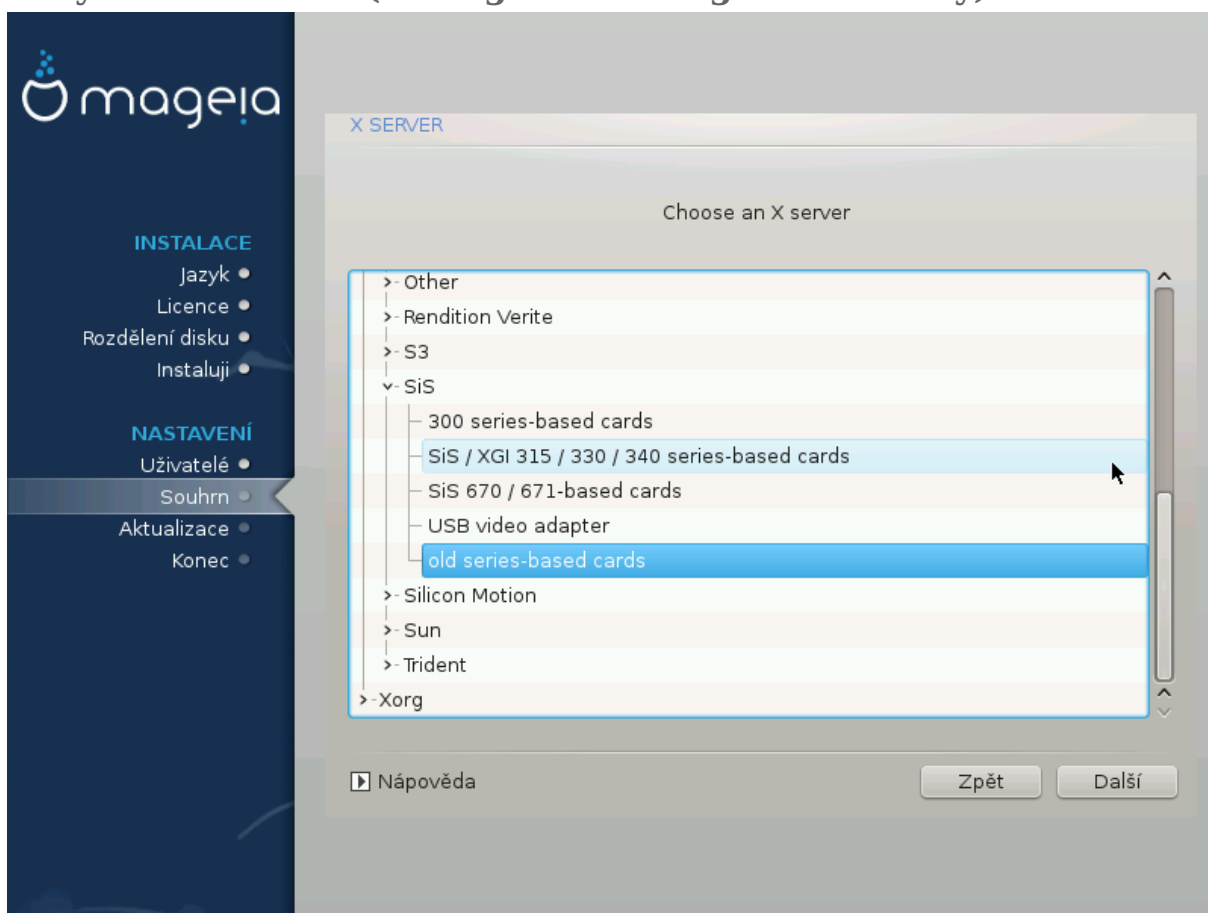 mageia
INSTALACE
Jazyk
Licence
Rozdělení disku
Instaluji
NASTAVENÍ
Uživatelé
Souhrn
Aktualizace
Konec
X SERVER
Choose an X server
Other
Rendition Verite
S3
SiS
300 series-based cards
SiS / XGI 315 / 330 / 340 series-based cards
SiS 670 / 671-based cards
USB video adapter
old series-based cards
Silicon Motion
Sun
Trident
Xorg
Nápověda
Zpět
Další